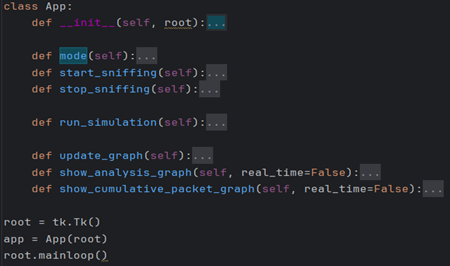 class App:
    def __init__(self, root):...
    def mode(self):...
    def start_sniffing(self):...
    def stop_sniffing(self):...
    def run_simulation(self):...
    def update_graph(self):...
    def show_analysis_graph(self, real_time=False):...
    def show_cumulative_packet_graph(self, real_time=False):...
root = tk.Tk()
app = App(root)
root.mainloop()